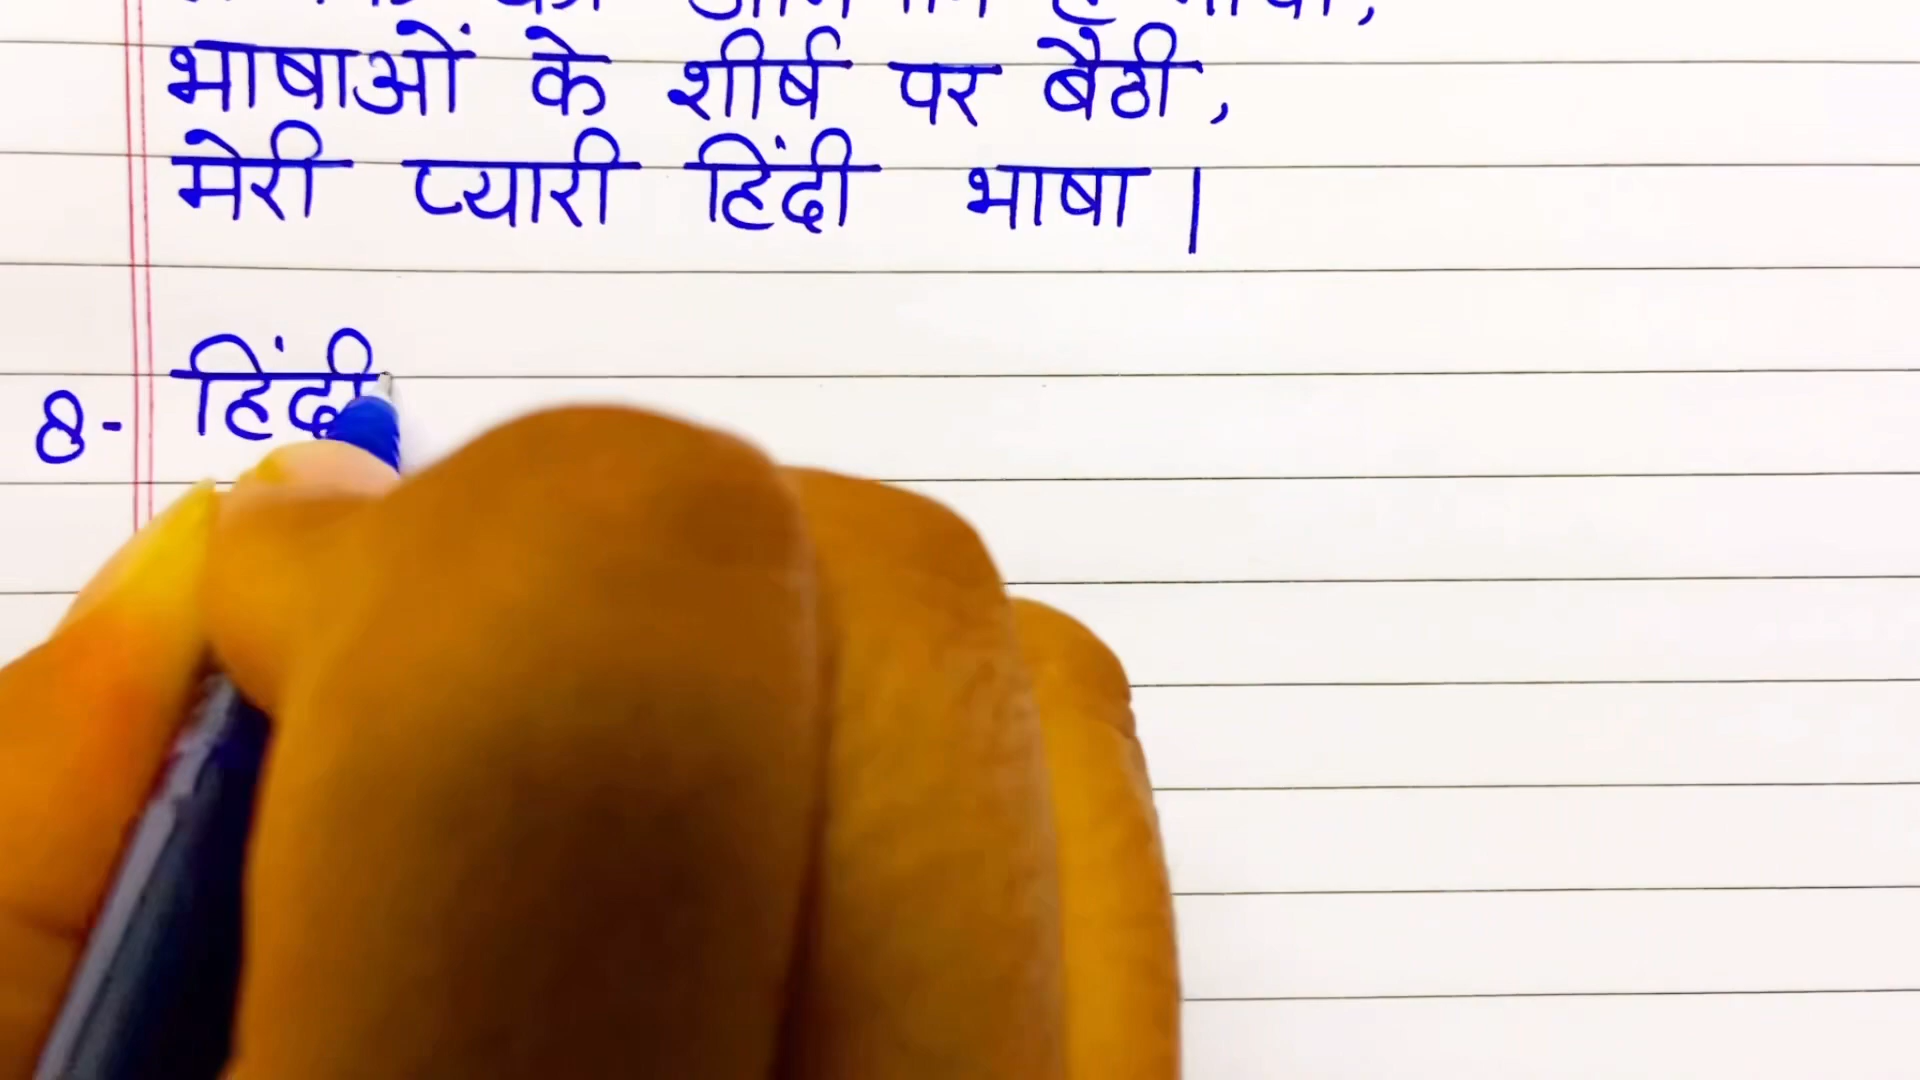 भाषाओं के शीर्ष पर बैठी,
मेरी प्यारी हिंदी भाषा।
8- हिंदी